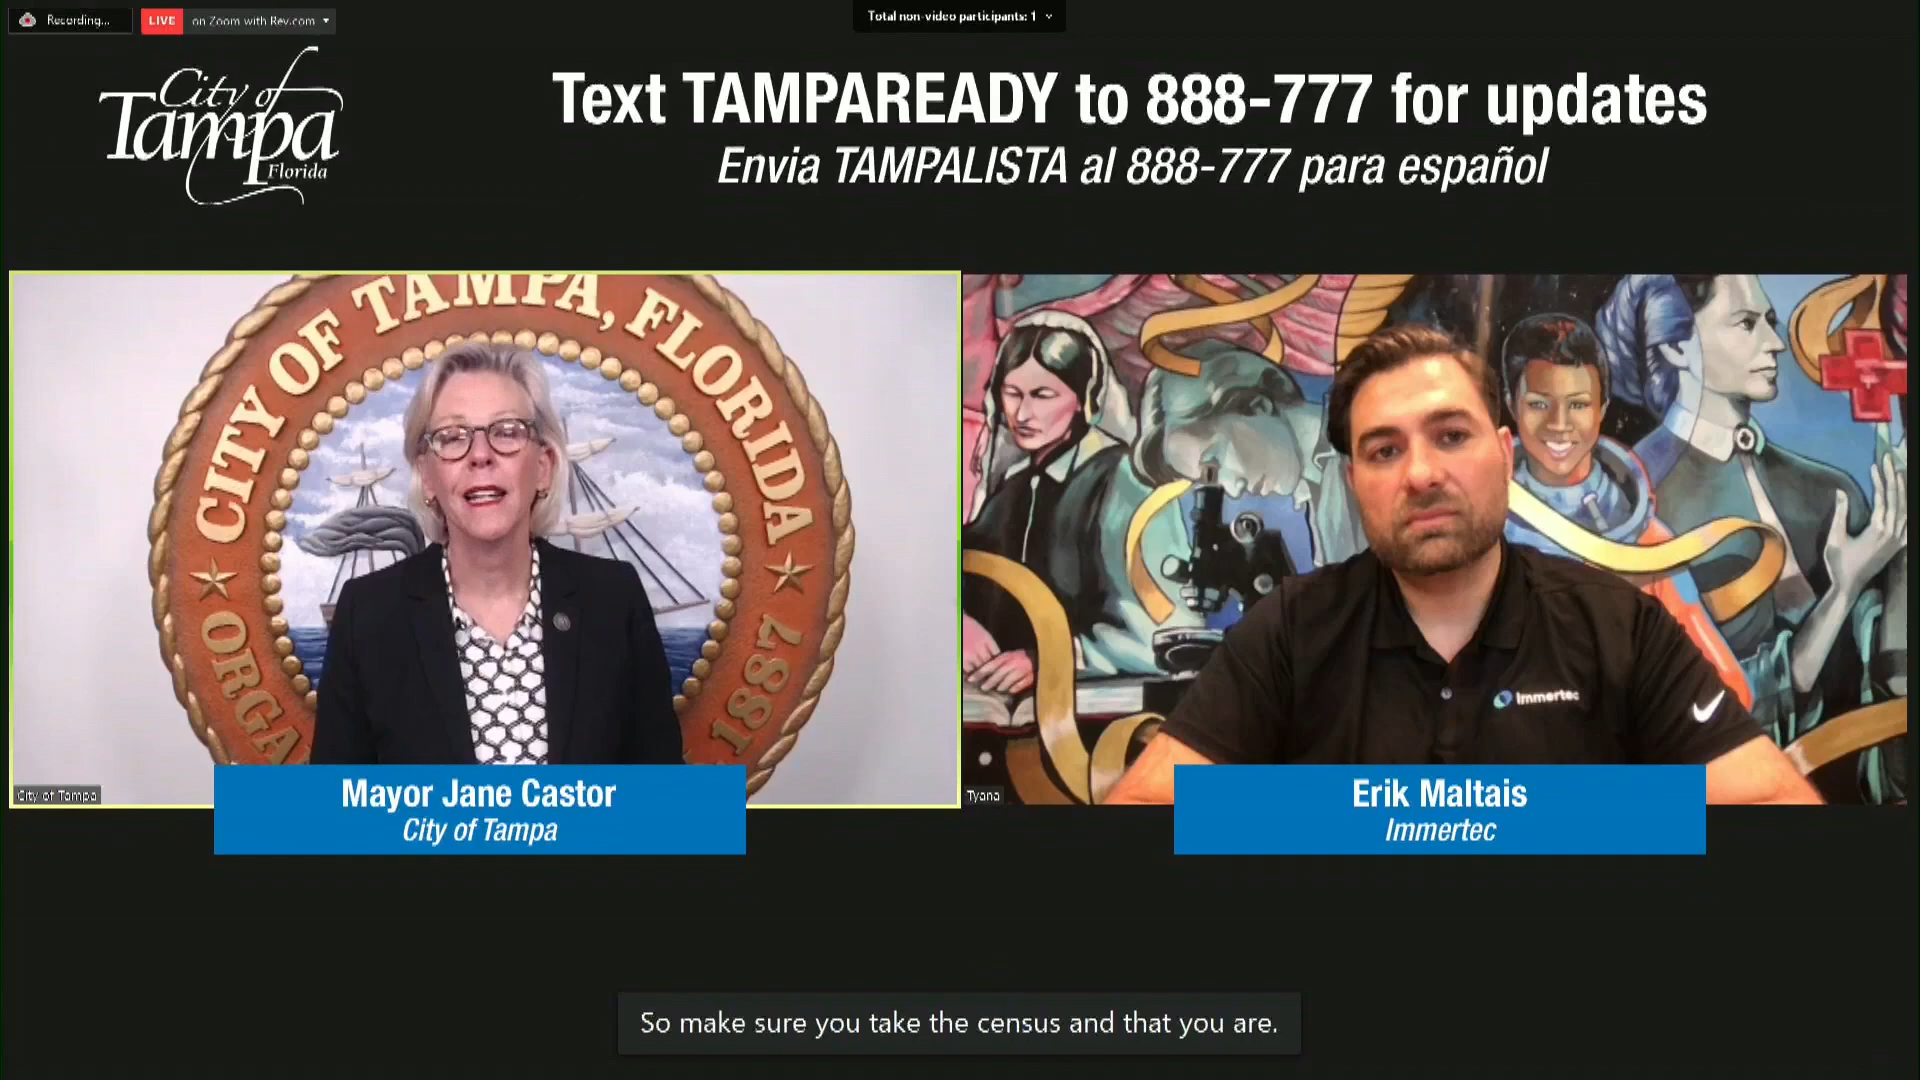 Recording...
LIVE on Zoom with Rev.com
Total non-video participants: 1
City of
Tampa
Florida
Text TAMPAREADY to 888-777 for updates
Envia TAMPALISTA al 888-777 para español
CITY OF TAMPA, FLORIDA
ORGA
1887
City of Tampa
Mayor Jane Castor
City of Tampa
Immertec
Tyana
Erik Maltais
Immertec
So make sure you take the census and that you are.